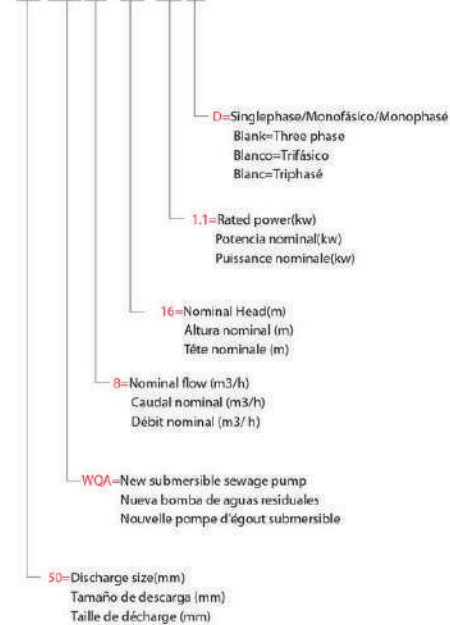 D=Singlephase/Monofásico/Monophasé
Blank=Three phase
Blanco=Trifásico
Blanc=Triphasé
1.1=Rated power(kw)
Potencia nominal(kw)
Puissance nominale(kw)
16=Nominal Head(m)
Altura nominal (m)
Tête nominale (m)
8=Nominal flow (m3/h)
Caudal nominal (m3/h)
Débit nominal (m3/ h)
WQA=New submersible sewage pump
Nueva bomba de aguas residuales
Nouvelle pompe d'égout submersible
50=Discharge size(mm)
Tamaño de descarga (mm)
Taille de décharge (mm)